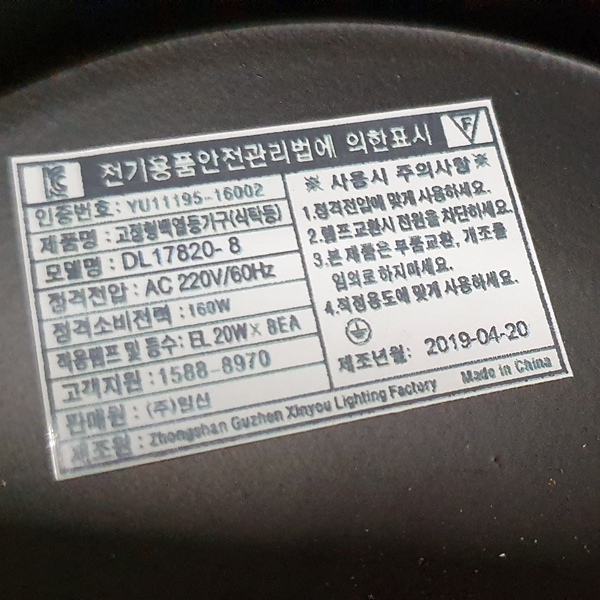 전기용품안전관리법에 의한표시
F
인증번호 : YU11195-16002
제품명 : 고정형백열등기구(식탁등)
모델명 : DL17820-8
정격전압 : AC 220V/60Hz
정격소비전력 : 160W
적용램프 및 등수: EL 20W× 8EA
고객지원 : 1588-8970
판매원 : (주)일신
제조원 : Zhongshan Guzhen Xinyou Lighting Factory Made in China
※ 사용시 주의사항※
1.정격전압에 맞게 사용하세요.
2.램프교환시 전원을 차단하세요.
3.본 제품은 부품교환, 개조를
임의로 하지마세요.
4.적정용도에 맞게 사용하세요.
제조년월: 2019-04-20